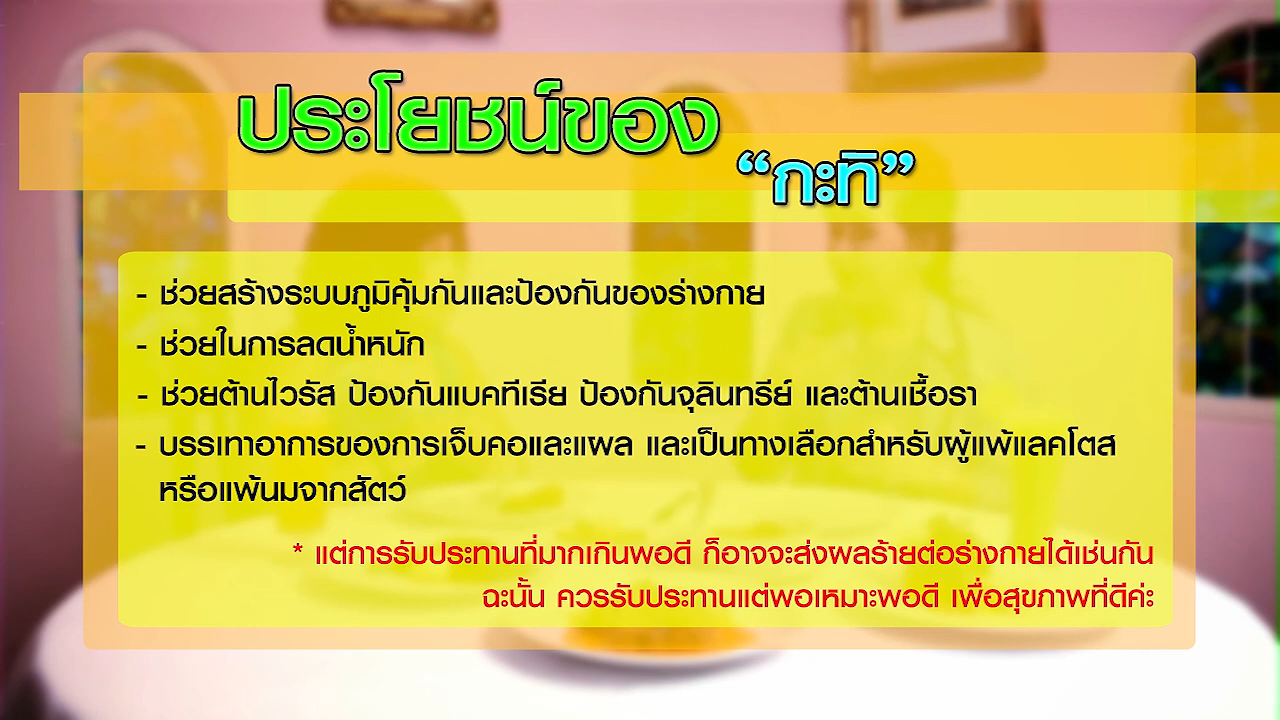 ประโยชน์ของ
“กะทิ”
- ช่วยสร้างระบบภูมิคุ้มกันและป้องกันของร่างกาย
- ช่วยในการลดน้ำหนัก
- ช่วยต้านไวรัส ป้องกันแบคทีเรีย ป้องกันจุลินทรีย์ และต้านเชื้อรา
- บรรเทาอาการของการเจ็บคอและแผล และเป็นทางเลือกสำหรับผู้แพ้แลคโตส
หรือแพ้นมจากสัตว์
* แต่การรับประทานที่มากเกินพอดี ก็อาจจะส่งผลร้ายต่อร่างกายได้เช่นกัน
ฉะนั้น ควรรับประทานแต่พอเหมาะพอดี เพื่อสุขภาพที่ดีค่ะ